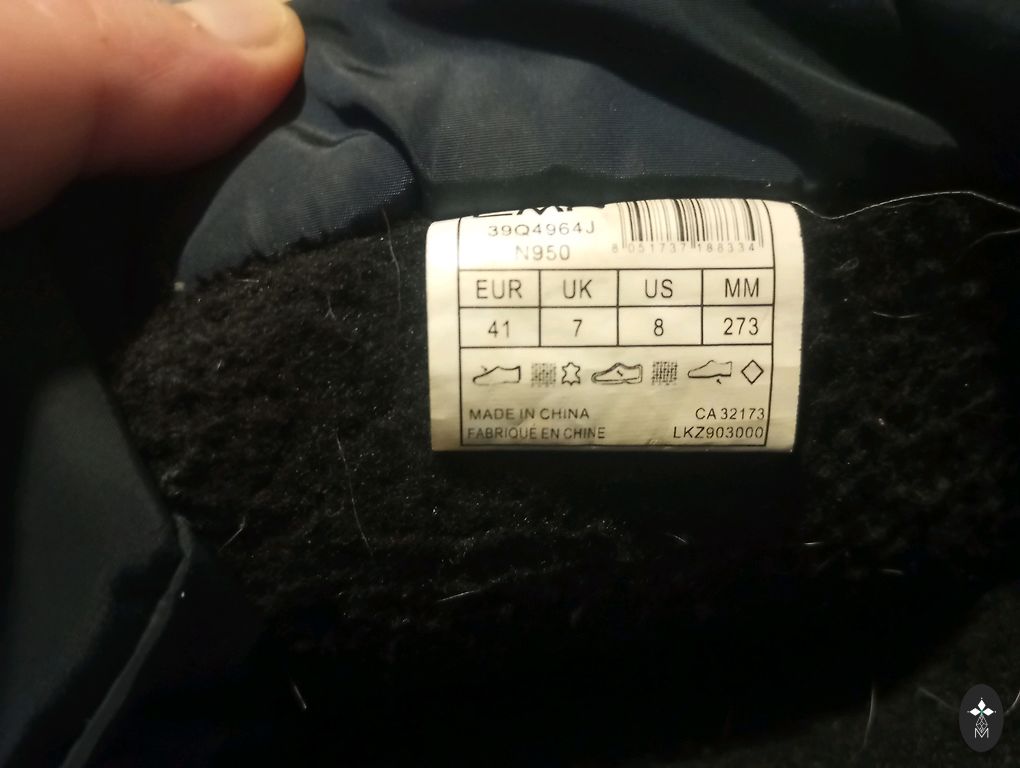 39Q4964J
N950
8 051737 188334
EUR UK US MM
41 7 8 273
MADE IN CHINA CA 32173
FABRIQUE EN CHINE LKZ903000
M